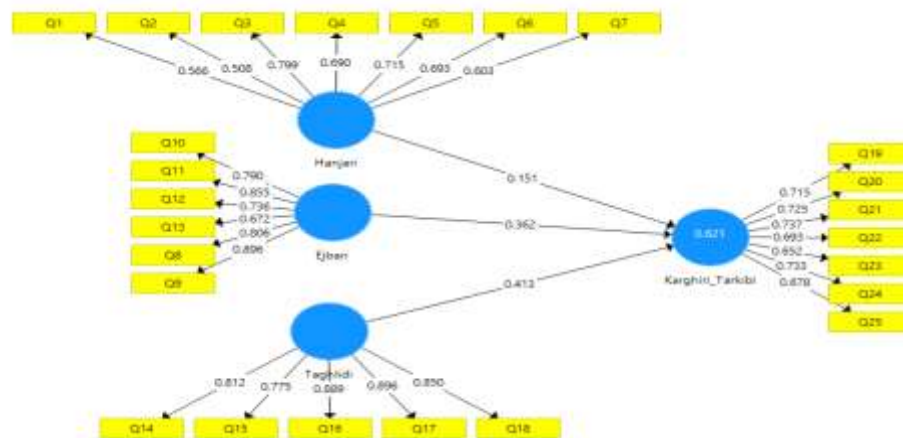 Q1 Q2 Q3 Q4 Q5 Q6 Q7
0.566 0.508 0.799 0.690 0.715 0.693 0.603
Hanjari
Q10
Q11
Q12
Q13
Q8
Q9
0.790
0.855
0.736
0.672
0.806
0.896
Ejbari
0.151
0.362
0.413
0.621
Karghiri_Tarkibi
Q19
Q20
Q21
Q22
Q23
Q24
Q25
0.715
0.725
0.737
0.693
0.652
0.733
0.678
Taghlidi
0.812 0.775 0.889 0.896 0.850
Q14 Q15 Q16 Q17 Q18